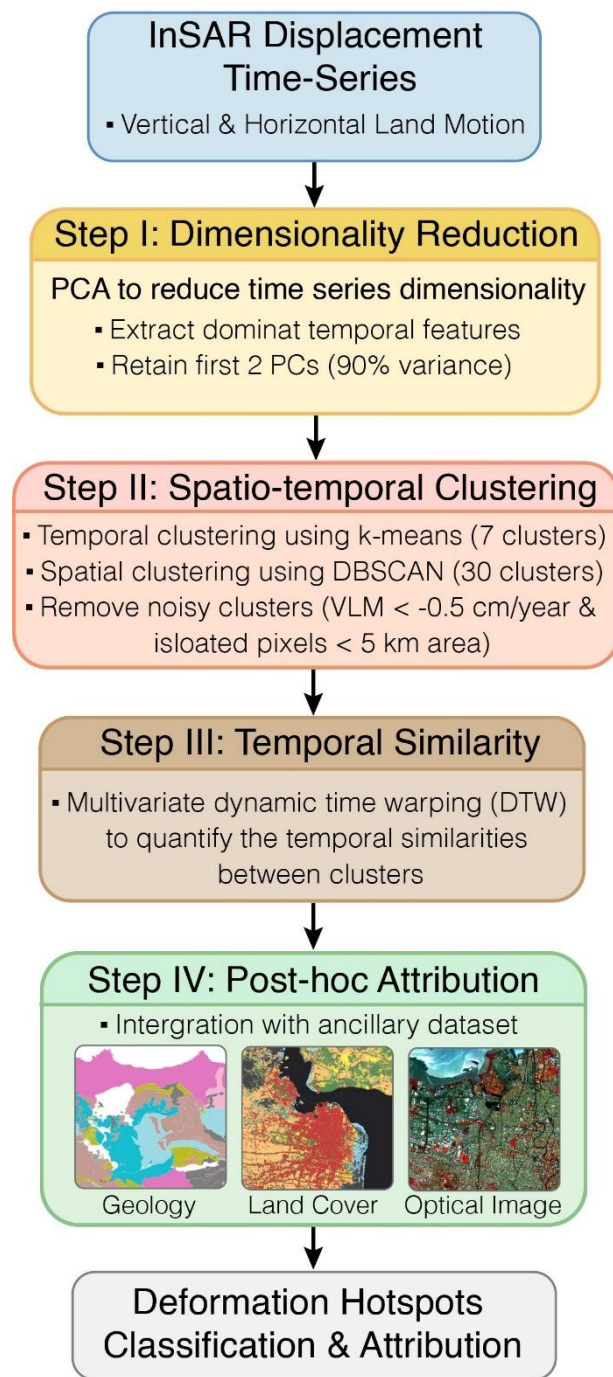 InSAR Displacement
Time-Series
▪ Vertical & Horizontal Land Motion
Step I: Dimensionality Reduction
PCA to reduce time series dimensionality
▪ Extract dominat temporal features
▪ Retain first 2 PCs (90% variance)
Step II: Spatio-temporal Clustering
▪ Temporal clustering using k-means (7 clusters)
▪ Spatial clustering using DBSCAN (30 clusters)
▪ Remove noisy clusters (VLM < -0.5 cm/year &
isloated pixels < 5 km area)
Step III: Temporal Similarity
▪ Multivariate dynamic time warping (DTW)
to quantify the temporal similarities
between clusters
Step IV: Post-hoc Attribution
▪ Intergration with ancillary dataset
Geology Land Cover Optical Image
Deformation Hotspots
Classification & Attribution